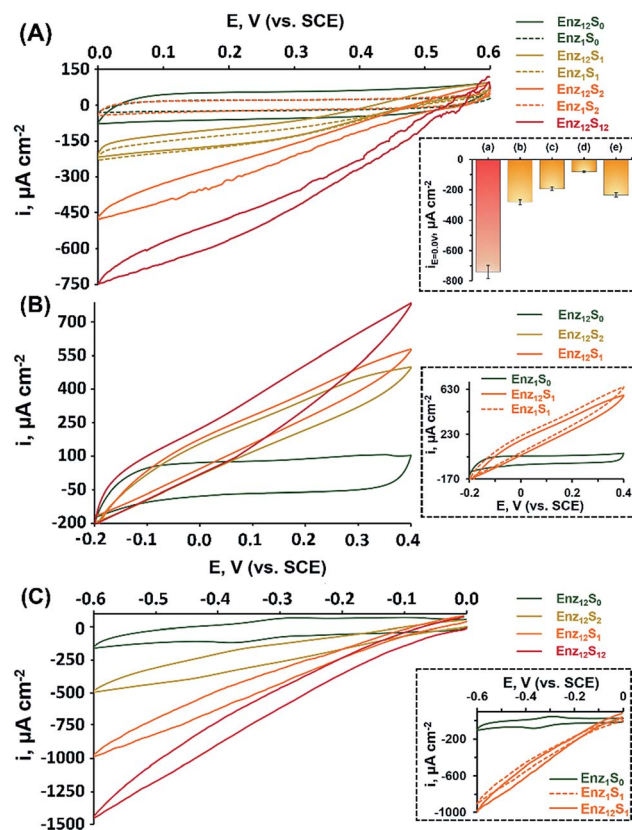 (A)
E, V (vs. SCE)
0.0 0.1 0.2 0.3 0.4 0.5 0.6
150
0
-150
-300
-450
-600
-750
i, µA cm⁻²
Enz₁₂S₀
Enz₁S₀
Enz₁₂S₁
Enz₁S₁
Enz₁₂S₂
Enz₁S₂
Enz₁₂S₁₂
(a) (b) (c) (d) (e)
0
-200
-400
-600
-800
i_E=0.0V, µA cm⁻²
(B)
700
550
400
250
100
-50
-200
i, µA cm⁻²
-0.2 -0.1 0.0 0.1 0.2 0.3 0.4
E, V (vs. SCE)
Enz₁₂S₀
Enz₁₂S₂
Enz₁₂S₁
Enz₁S₀
Enz₁₂S₁
Enz₁S₁
630
430
230
-170
i, µA cm⁻²
-0.2 0 0.2 0.4
E, V (vs. SCE)
(C)
-0.6 -0.5 -0.4 -0.3 -0.2 -0.1 0.0
0
-250
-500
-750
-1000
-1250
-1500
i, µA cm⁻²
Enz₁₂S₀
Enz₁₂S₂
Enz₁₂S₁
Enz₁₂S₁₂
E, V (vs. SCE)
-0.6 -0.4 -0.2 0
-200
-600
-1000
i, µA cm⁻²
Enz₁S₀
Enz₁S₁
Enz₁₂S₁